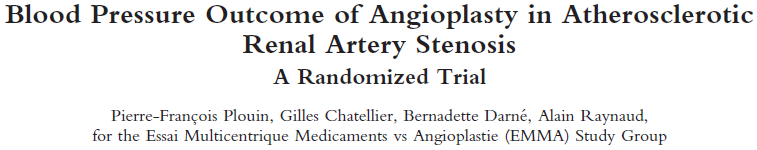 Blood Pressure Outcome of Angioplasty in Atherosclerotic
Renal Artery Stenosis
A Randomized Trial
Pierre-François Plouin, Gilles Chatellier, Bernadette Darné, Alain Raynaud,
for the Essai Multicentrique Medicaments vs Angioplastie (EMMA) Study Group